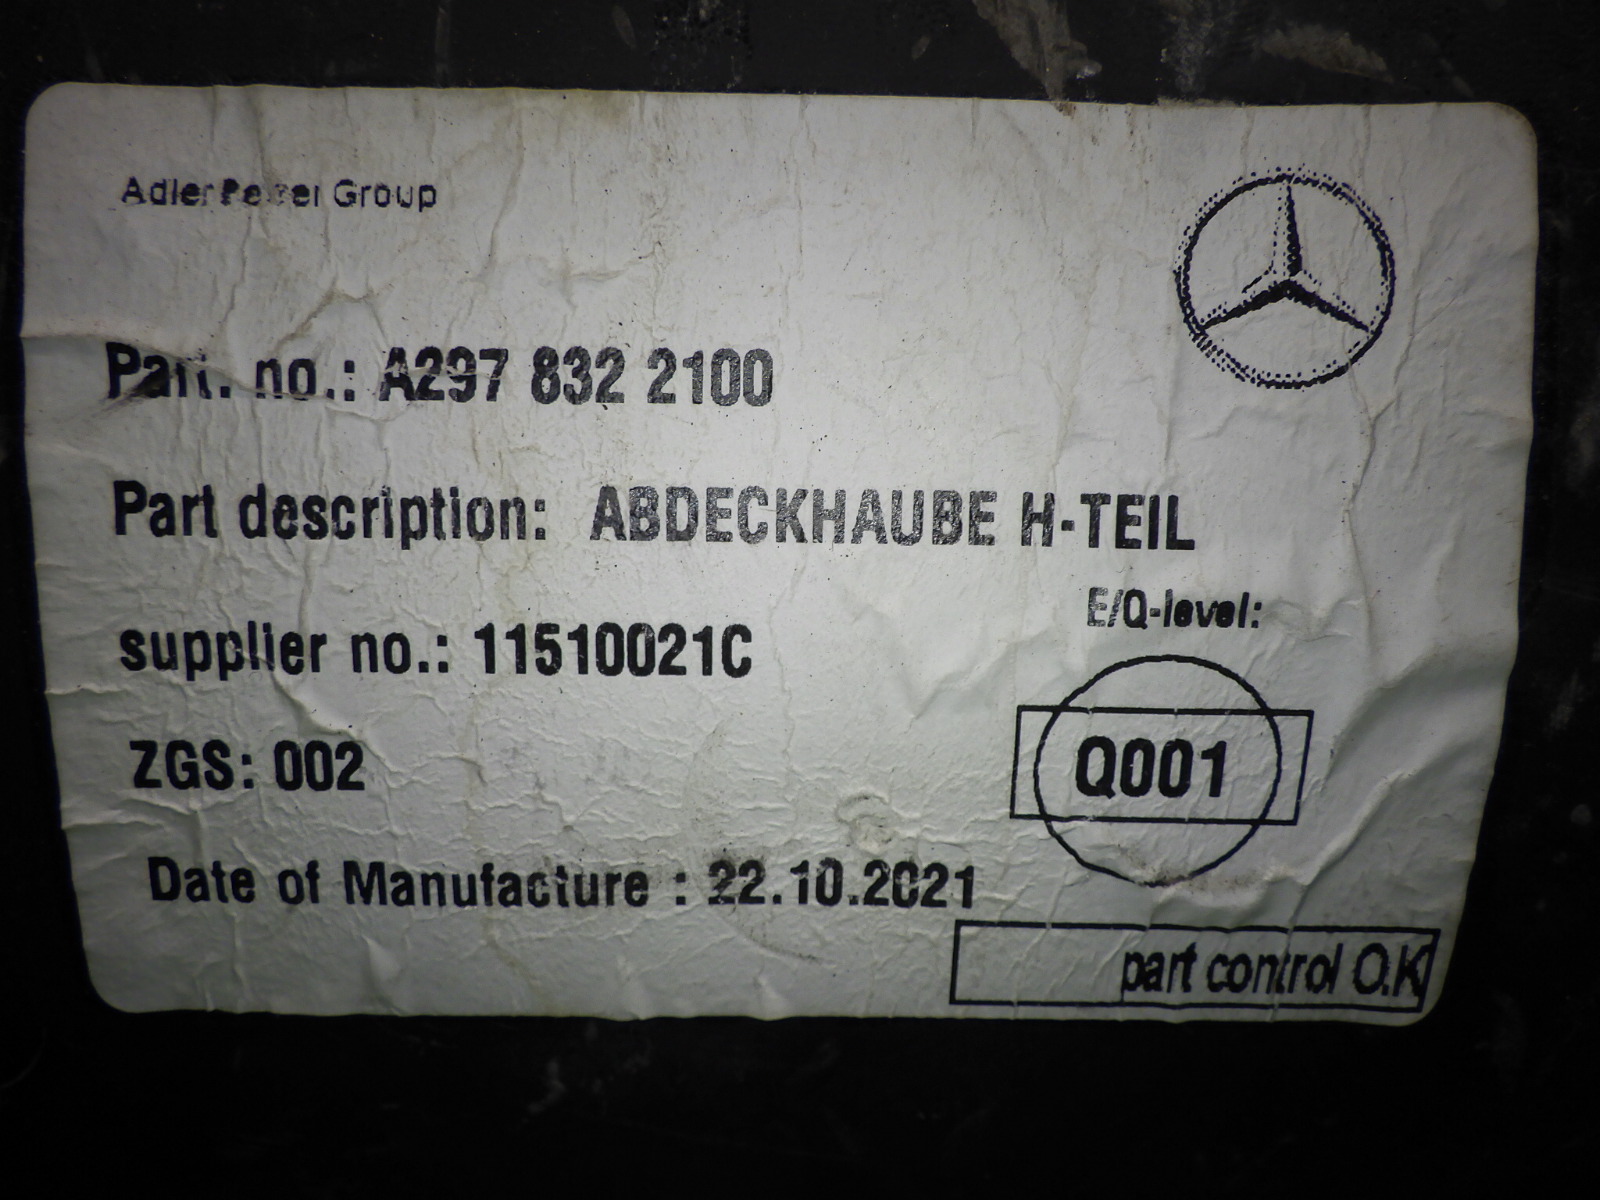 Adler Pelzer Group
Part. no.: A297 832 2100
Part description: ABDECKHAUBE H-TEIL
E/Q-level:
supplier no.: 11510021C
Q001
ZGS: 002
Date of Manufacture : 22.10.2021
part control O.K